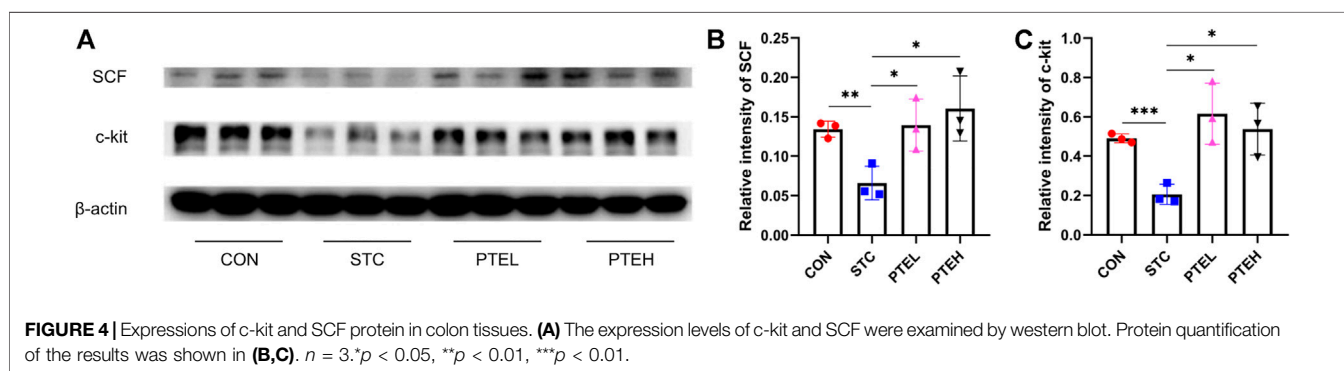 A
SCF
c-kit
β-actin
CON STC PTEL PTEH
B
Relative intensity of SCF
0.25
0.20
0.15
0.10
0.05
0.00
**
*
*
CON STC PTEL PTEH
C
Relative intensity of c-kit
1.0
0.8
0.6
0.4
0.2
0.0
***
*
*
CON STC PTEL PTEH
FIGURE 4 | Expressions of c-kit and SCF protein in colon tissues. (A) The expression levels of c-kit and SCF were examined by western blot. Protein quantification
of the results was shown in (B,C). n = 3.*p < 0.05, **p < 0.01, ***p < 0.01.